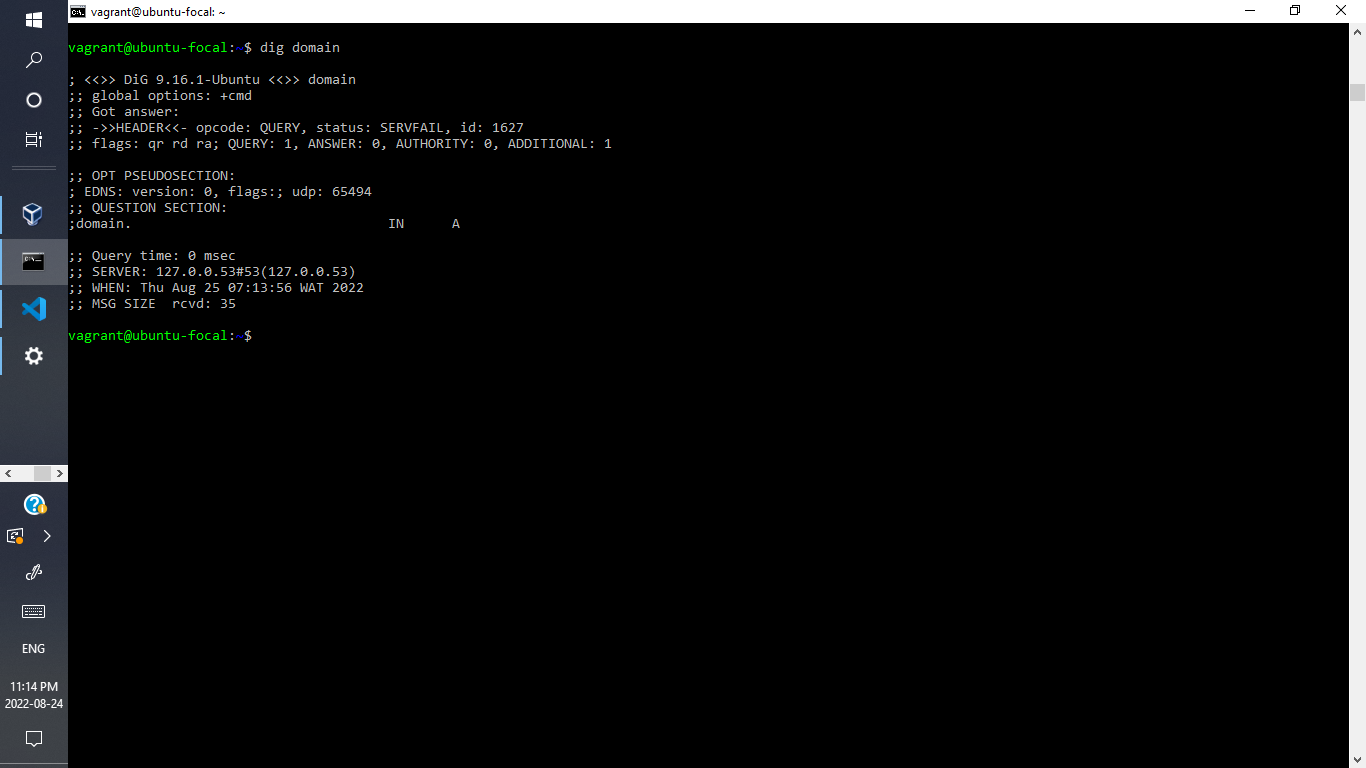 vagrant@ubuntu-focal: ~
vagrant@ubuntu-focal:~$ dig domain
; <<>> DiG 9.16.1-Ubuntu <<>> domain
;; global options: +cmd
;; Got answer:
;; ->>HEADER<<- opcode: QUERY, status: SERVFAIL, id: 1627
;; flags: qr rd ra; QUERY: 1, ANSWER: 0, AUTHORITY: 0, ADDITIONAL: 1
;; OPT PSEUDOSECTION:
; EDNS: version: 0, flags:; udp: 65494
;; QUESTION SECTION:
;domain. IN A
;; Query time: 0 msec
;; SERVER: 127.0.0.53#53(127.0.0.53)
;; WHEN: Thu Aug 25 07:13:56 WAT 2022
;; MSG SIZE  rcvd: 35
vagrant@ubuntu-focal:~$
ENG
11:14 PM
2022-08-24